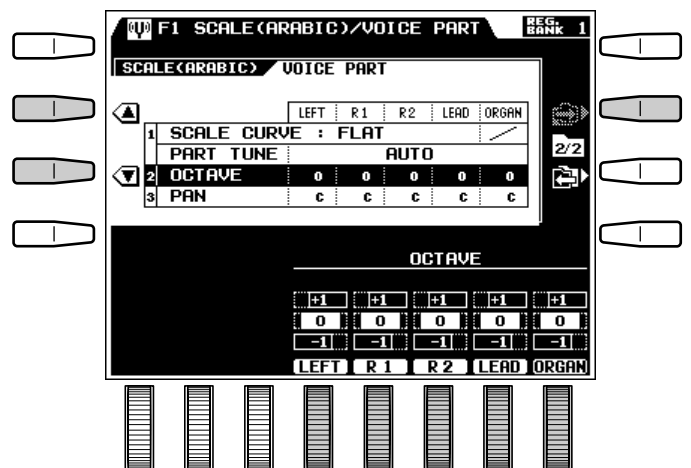 F1 SCALE(ARABIC)/VOICE PART REG. BANK 1
SCALE(ARABIC) VOICE PART
LEFT R1 R2 LEAD ORGAN
1 SCALE CURVE : FLAT
PART TUNE AUTO
2/2
2 OCTAVE 0 0 0 0 0
3 PAN c c c c c
OCTAVE
+1 +1 +1 +1 +1
0 0 0 0 0
-1 -1 -1 -1 -1
LEFT R 1 R 2 LEAD ORGAN